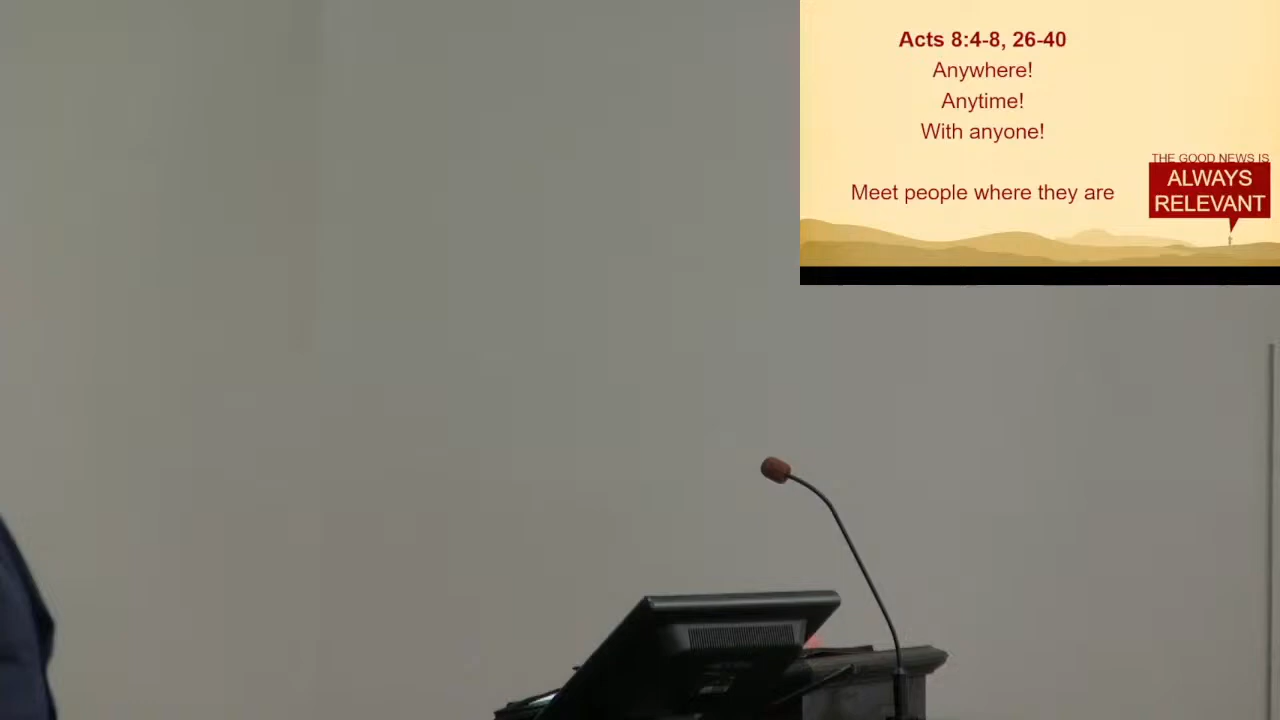 Acts 8:4-8, 26-40
Anywhere!
Anytime!
With anyone!
Meet people where they are
THE GOOD NEWS IS
ALWAYS
RELEVANT